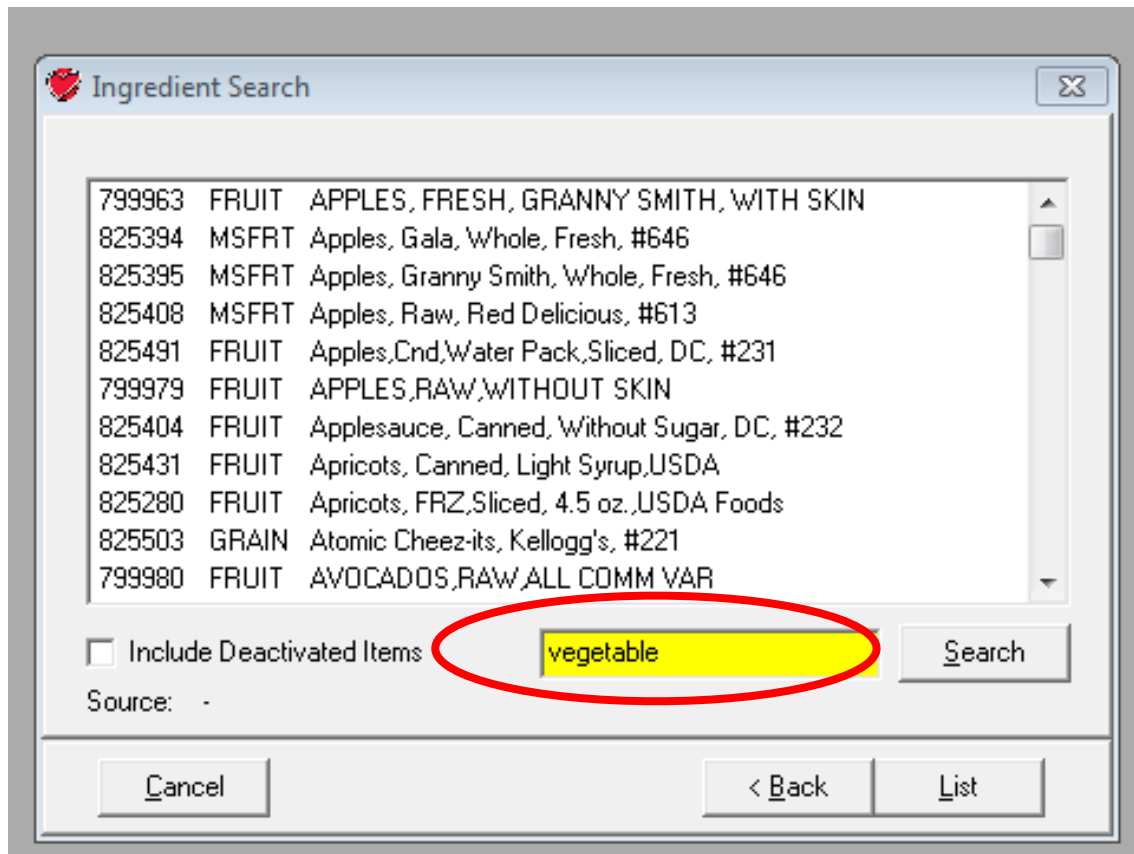 Ingredient Search
799963 FRUIT APPLES, FRESH, GRANNY SMITH, WITH SKIN
825394 MSFRT Apples, Gala, Whole, Fresh, #646
825395 MSFRT Apples, Granny Smith, Whole, Fresh, #646
825408 MSFRT Apples, Raw, Red Delicious, #613
825491 FRUIT Apples,Cnd,Water Pack,Sliced, DC, #231
799979 FRUIT APPLES,RAW,WITHOUT SKIN
825404 FRUIT Applesauce, Canned, Without Sugar, DC, #232
825431 FRUIT Apricots, Canned, Light Syrup,USDA
825280 FRUIT Apricots, FRZ,Sliced, 4.5 oz.,USDA Foods
825503 GRAIN Atomic Cheez-its, Kellogg's, #221
799980 FRUIT AVOCADOS,RAW,ALL COMM VAR
Include Deactivated Items vegetable Search
Source: -
Cancel < Back List